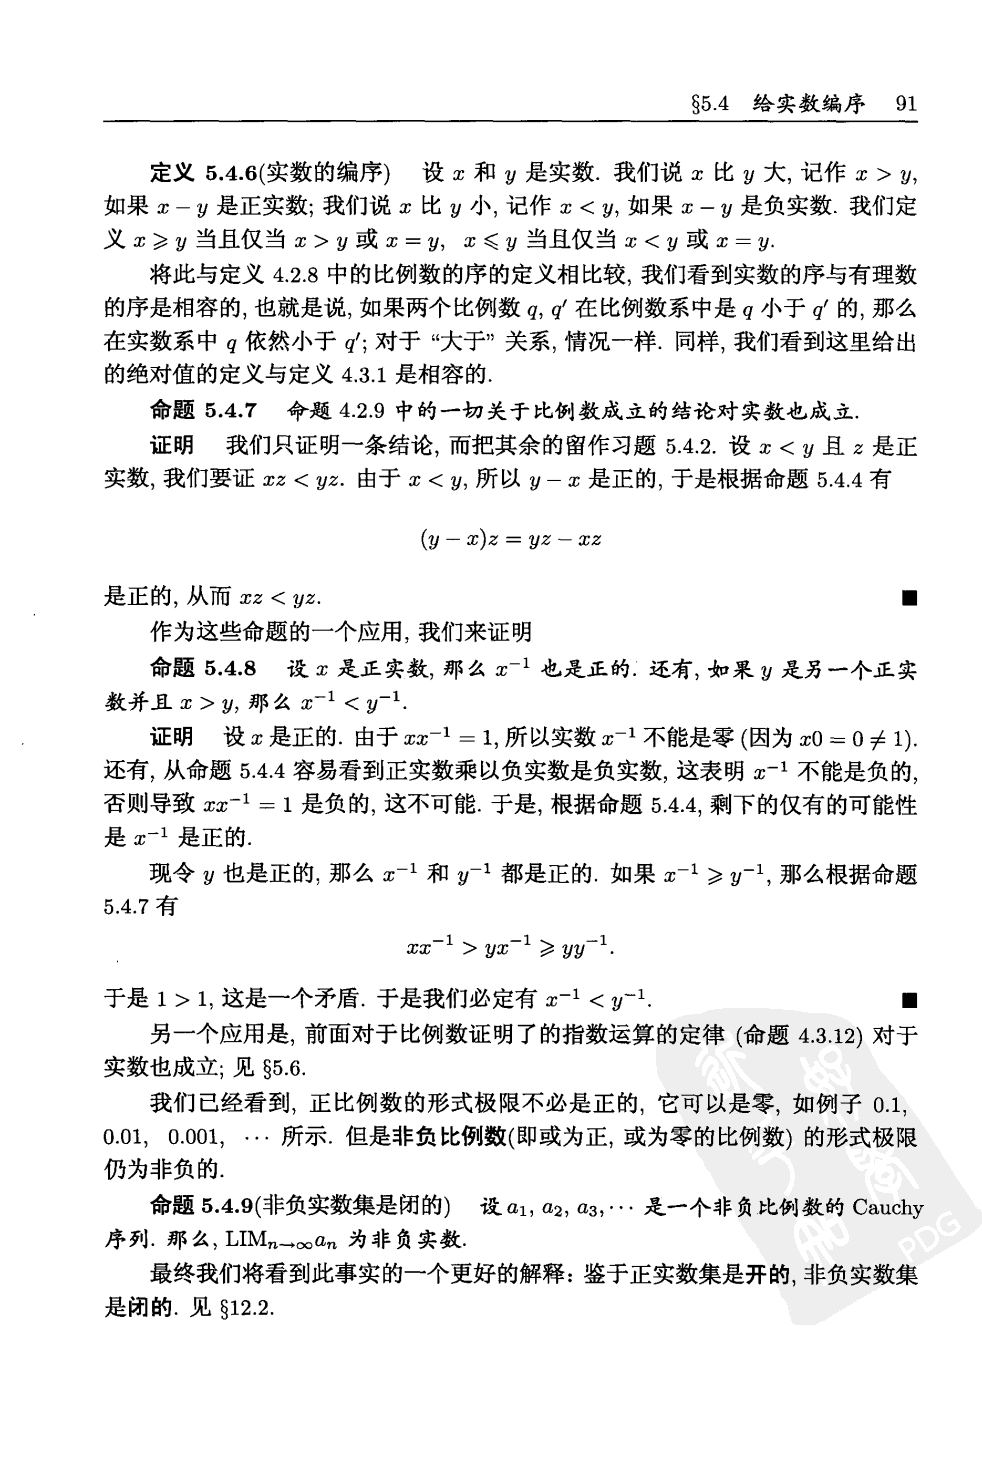 §5.4 给实数编序 91
定义 5.4.6(实数的编序) 设 x 和 y 是实数. 我们说 x 比 y 大, 记作 x > y,
如果 x − y 是正实数; 我们说 x 比 y 小, 记作 x < y, 如果 x − y 是负实数. 我们定
义 x ⩾ y 当且仅当 x > y 或 x = y, x ⩽ y 当且仅当 x < y 或 x = y.
将此与定义 4.2.8 中的比例数的序的定义相比较, 我们看到实数的序与有理数
的序是相容的, 也就是说, 如果两个比例数 q, q′ 在比例数系中是 q 小于 q′ 的, 那么
在实数系中 q 依然小于 q′; 对于 “大于” 关系, 情况一样. 同样, 我们看到这里给出
的绝对值的定义与定义 4.3.1 是相容的.
命题 5.4.7 命题 4.2.9 中的一切关于比例数成立的结论对实数也成立.
证明 我们只证明一条结论, 而把其余的留作习题 5.4.2. 设 x < y 且 z 是正
实数, 我们要证 xz < yz. 由于 x < y, 所以 y − x 是正的, 于是根据命题 5.4.4 有
(y − x)z = yz − xz
是正的, 从而 xz < yz. ■
作为这些命题的一个应用, 我们来证明
命题 5.4.8 设 x 是正实数, 那么 x⁻¹ 也是正的. 还有, 如果 y 是另一个正实
数并且 x > y, 那么 x⁻¹ < y⁻¹.
证明 设 x 是正的. 由于 xx⁻¹ = 1, 所以实数 x⁻¹ 不能是零 (因为 x0 = 0 ≠ 1).
还有, 从命题 5.4.4 容易看到正实数乘以负实数是负实数, 这表明 x⁻¹ 不能是负的,
否则导致 xx⁻¹ = 1 是负的, 这不可能. 于是, 根据命题 5.4.4, 剩下的仅有的可能性
是 x⁻¹ 是正的.
现令 y 也是正的, 那么 x⁻¹ 和 y⁻¹ 都是正的. 如果 x⁻¹ ⩾ y⁻¹, 那么根据命题
5.4.7 有
xx⁻¹ > yx⁻¹ ⩾ yy⁻¹.
于是 1 > 1, 这是一个矛盾. 于是我们必定有 x⁻¹ < y⁻¹. ■
另一个应用是, 前面对于比例数证明了的指数运算的定律 (命题 4.3.12) 对于
实数也成立; 见 §5.6.
我们已经看到, 正比例数的形式极限不必是正的, 它可以是零, 如例子 0.1,
0.01, 0.001, ⋯ 所示. 但是非负比例数(即或为正, 或为零的比例数) 的形式极限
仍为非负的.
命题 5.4.9(非负实数集是闭的) 设 a₁, a₂, a₃, ⋯ 是一个非负比例数的 Cauchy
序列. 那么, LIMₙ→∞aₙ 为非负实数.
最终我们将看到此事实的一个更好的解释: 鉴于正实数集是开的, 非负实数集
是闭的. 见 §12.2.
PDG